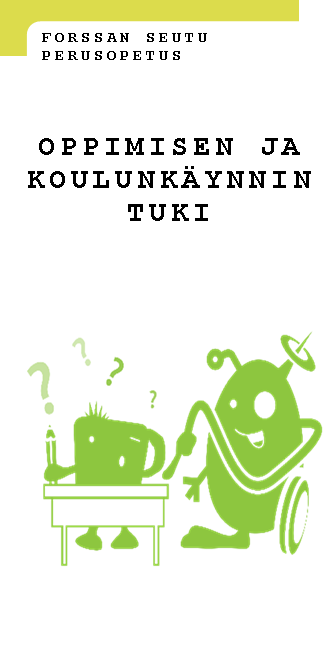 FORSSAN SEUTU
PERUSOPETUS
OPPIMISEN JA
KOULUNKÄYNNIN
TUKI
? ? ? ?